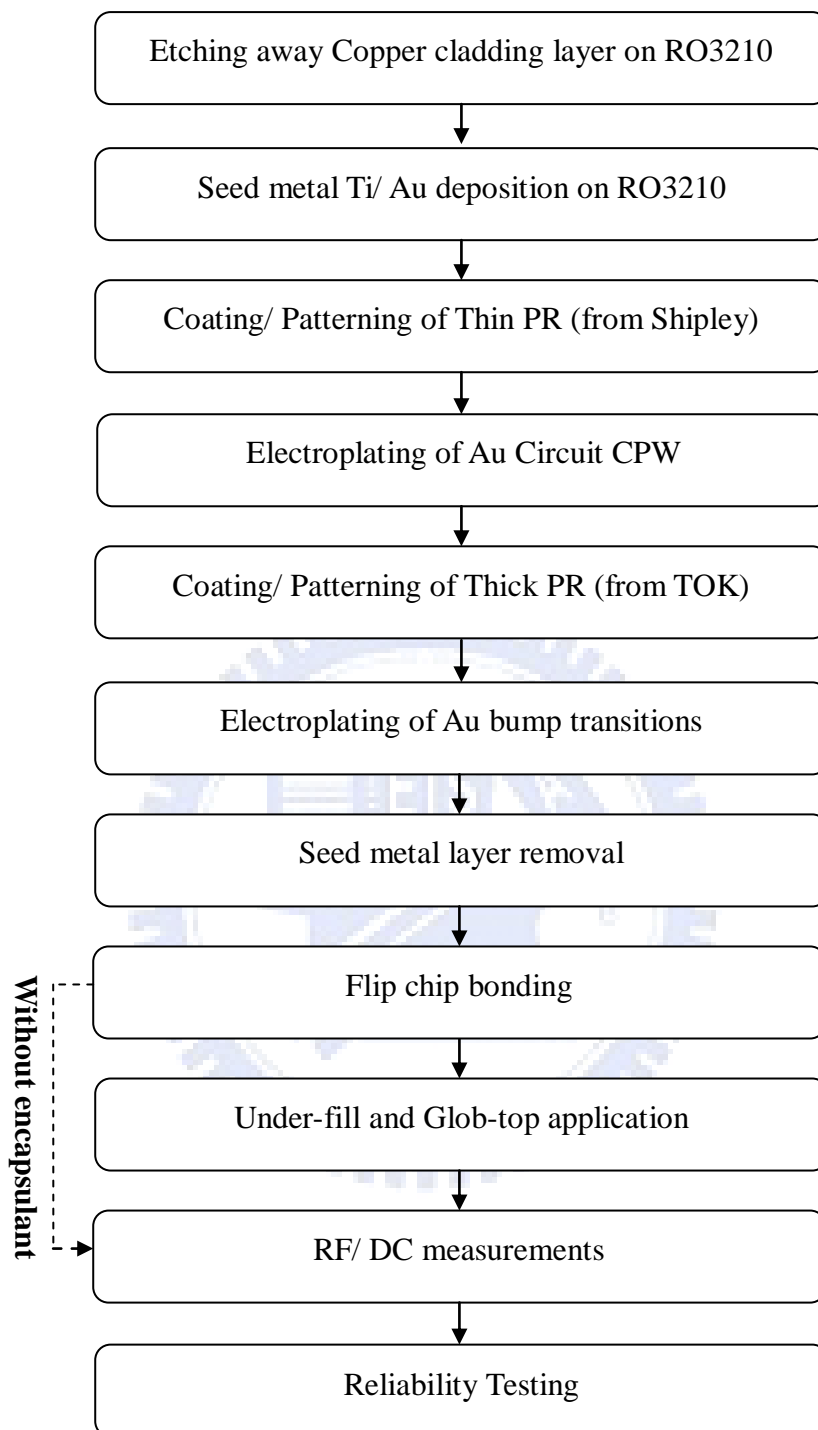 Etching away Copper cladding layer on RO3210
Seed metal Ti/ Au deposition on RO3210
Coating/ Patterning of Thin PR (from Shipley)
Electroplating of Au Circuit CPW
Coating/ Patterning of Thick PR (from TOK)
Electroplating of Au bump transitions
Seed metal layer removal
Flip chip bonding
Without encapsulant
Under-fill and Glob-top application
RF/ DC measurements
Reliability Testing